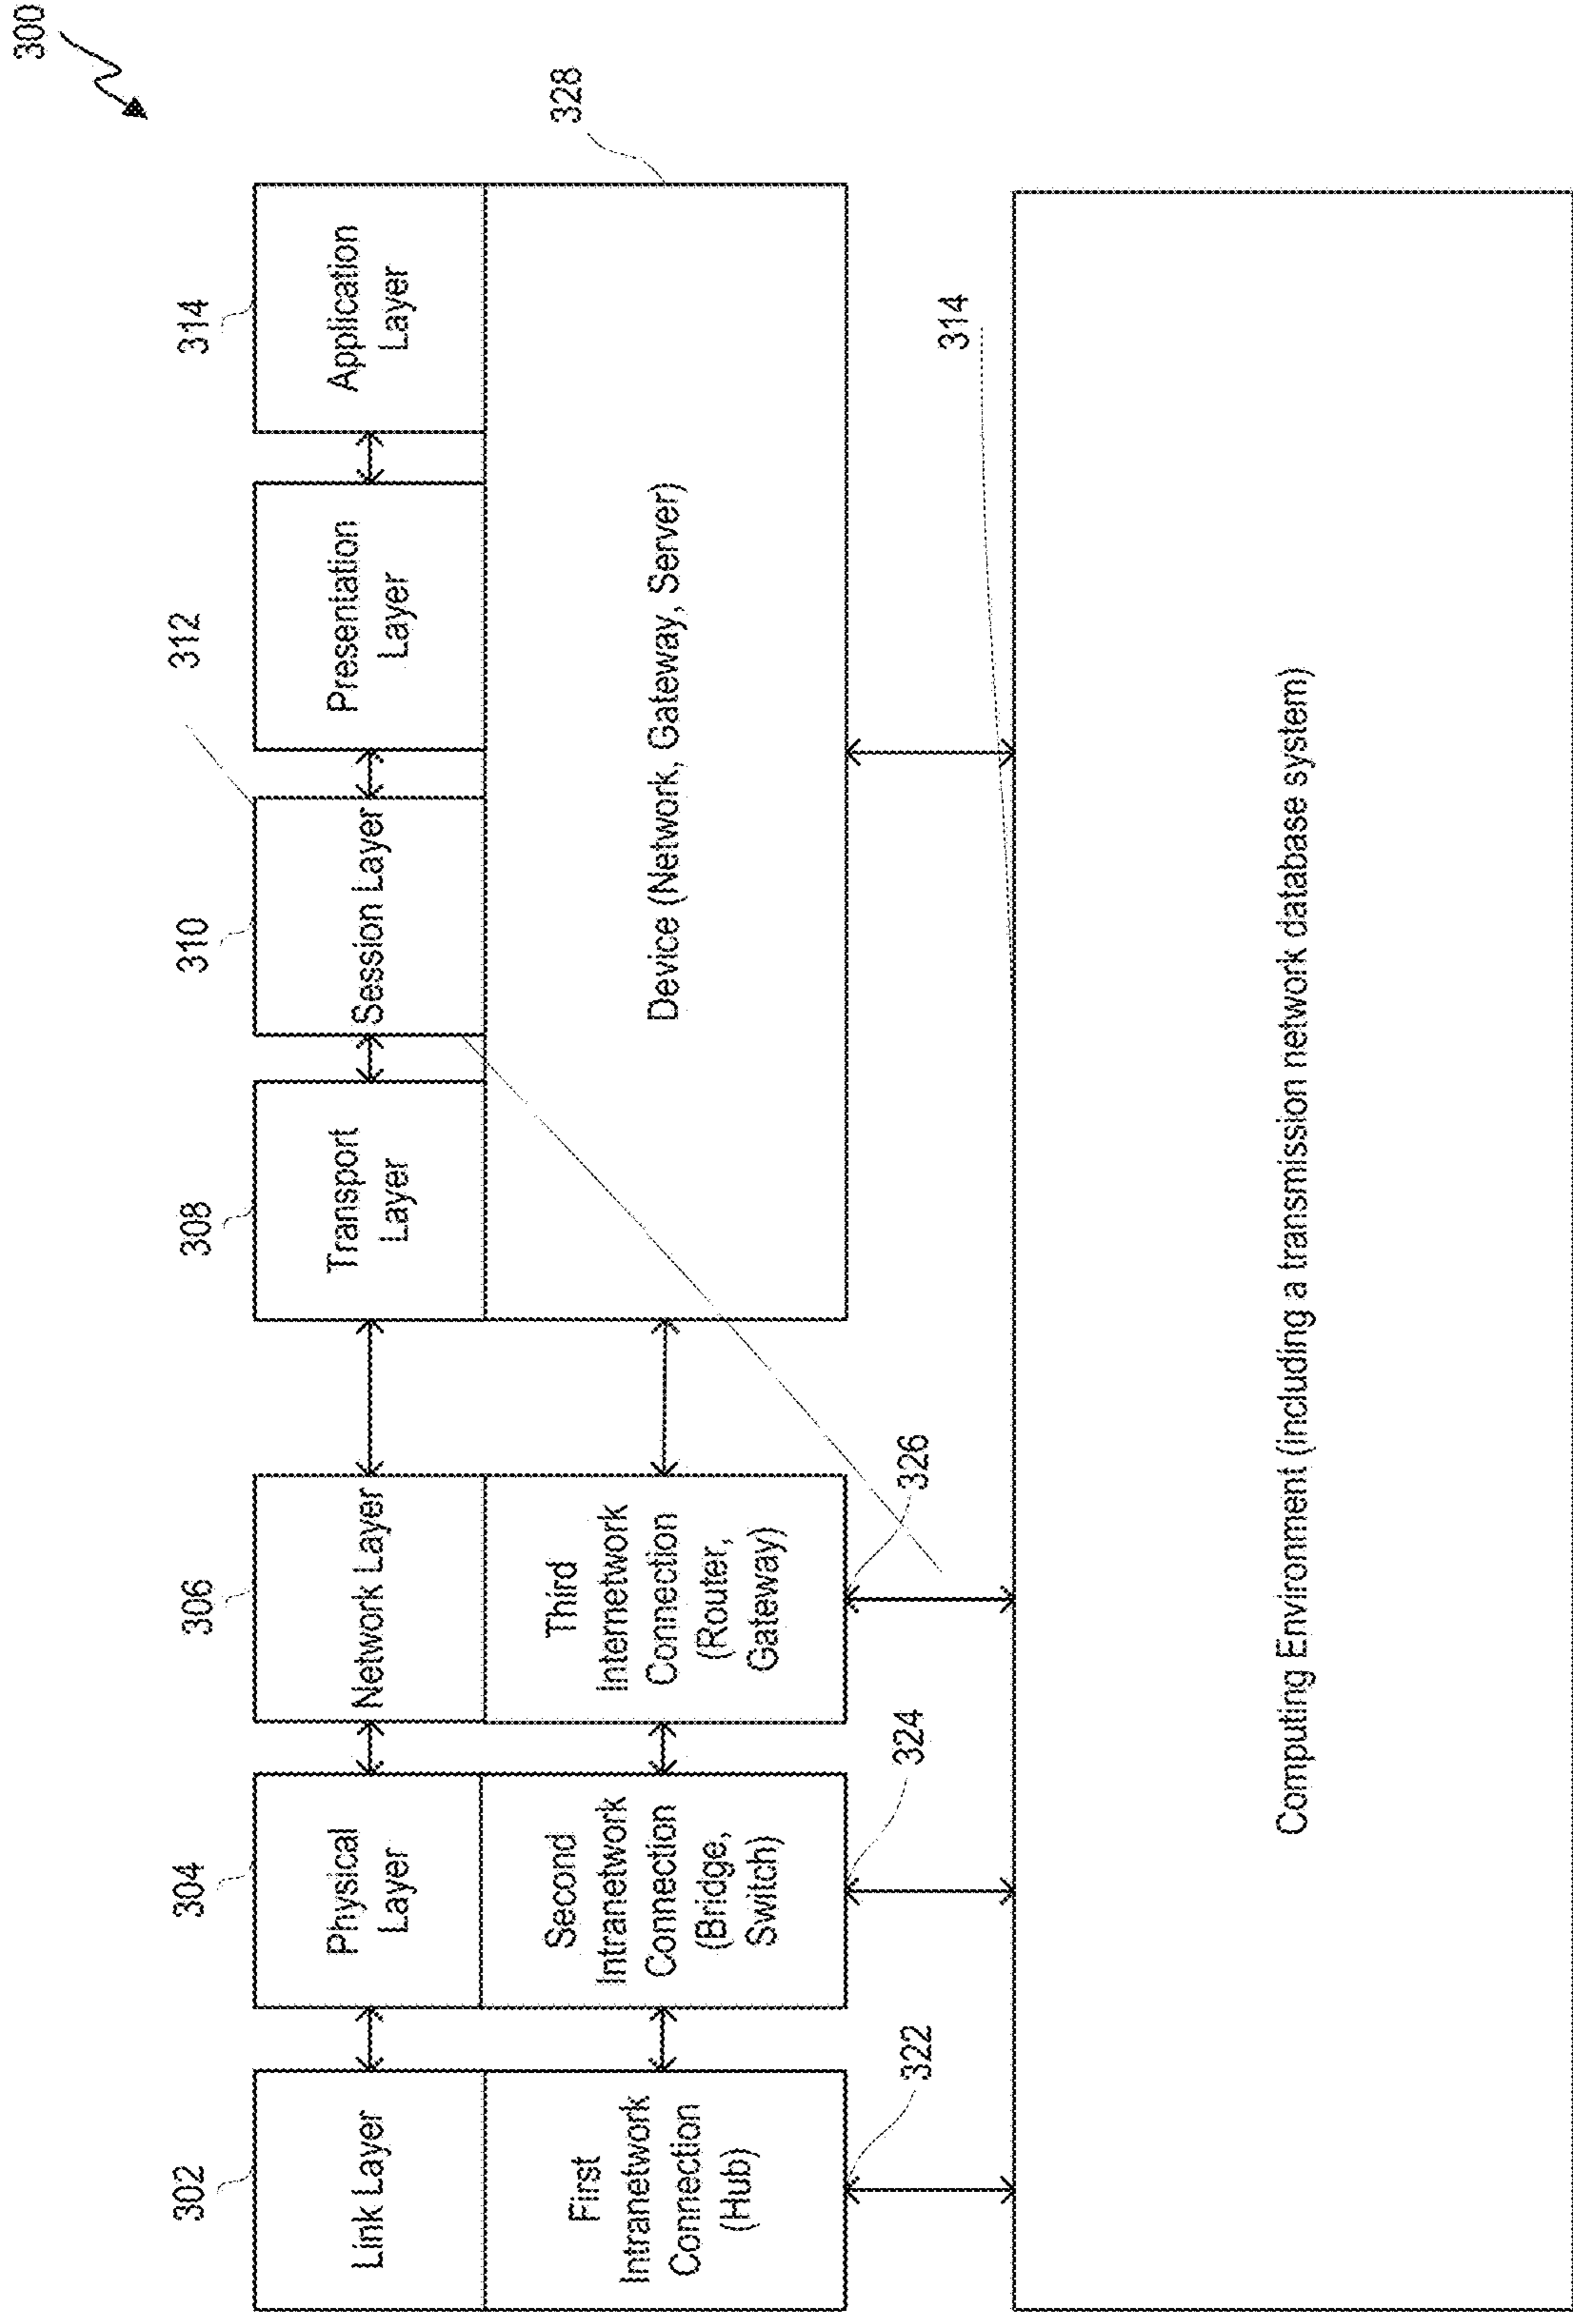 300
302
304
306
308
310
312
314
Link Layer
Physical
Layer
Network Layer
Transport
Layer
Session Layer
Presentation
Layer
Application
Layer
328
First
Intranetwork
Connection
(Hub)
Second
Intranetwork
Connection
(Bridge,
Switch)
Third
Internetwork
Connection
(Router,
Gateway)
Device (Network, Gateway, Server)
322
324
326
314
Computing Environment (including a transmission network database system)